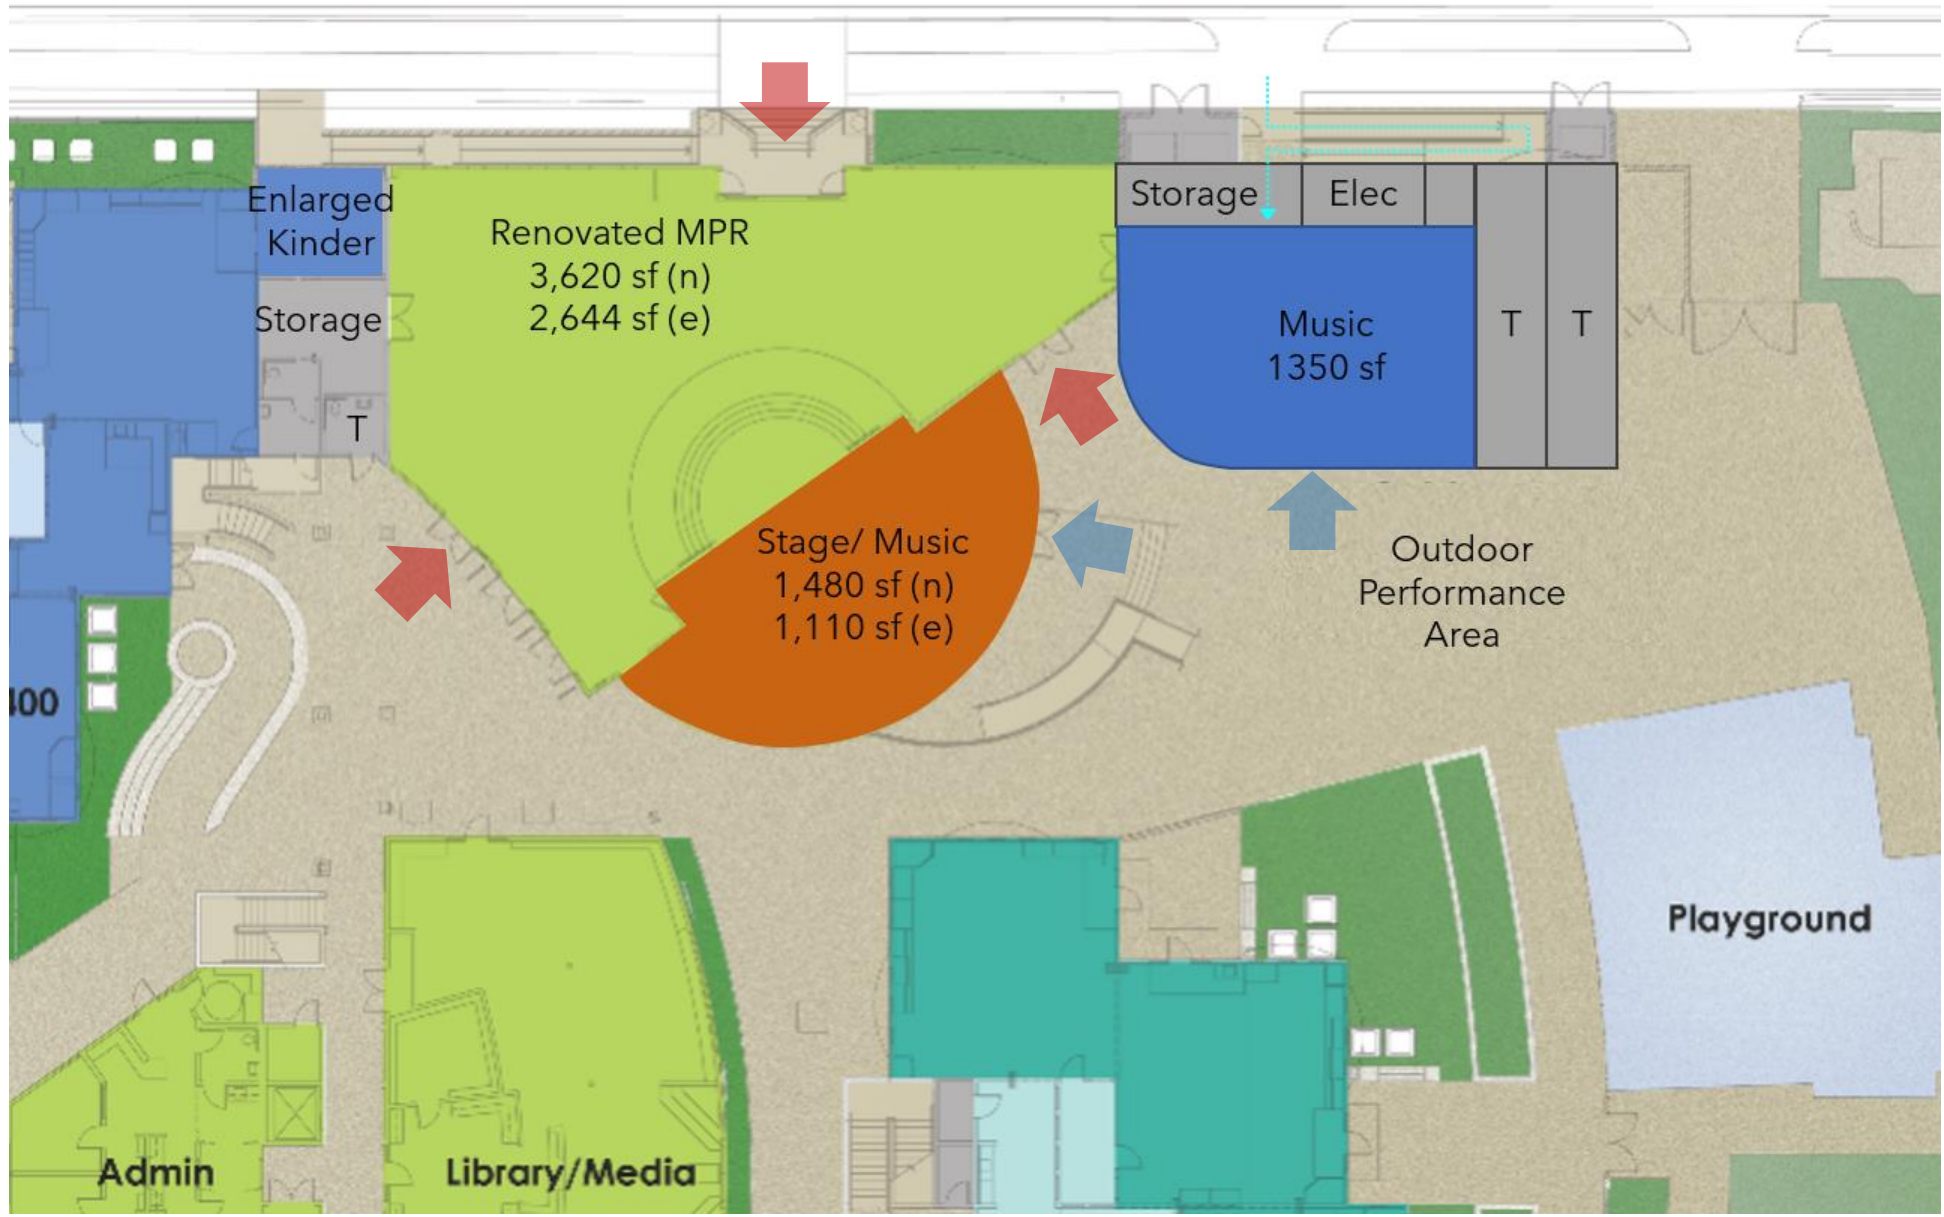 Enlarged
Kinder
Renovated MPR
3,620 sf (n)
2,644 sf (e)
Storage
T
Storage
Elec
Music
1350 sf
T
T
Stage/ Music
1,480 sf (n)
1,110 sf (e)
Outdoor
Performance
Area
400
Playground
Admin
Library/Media